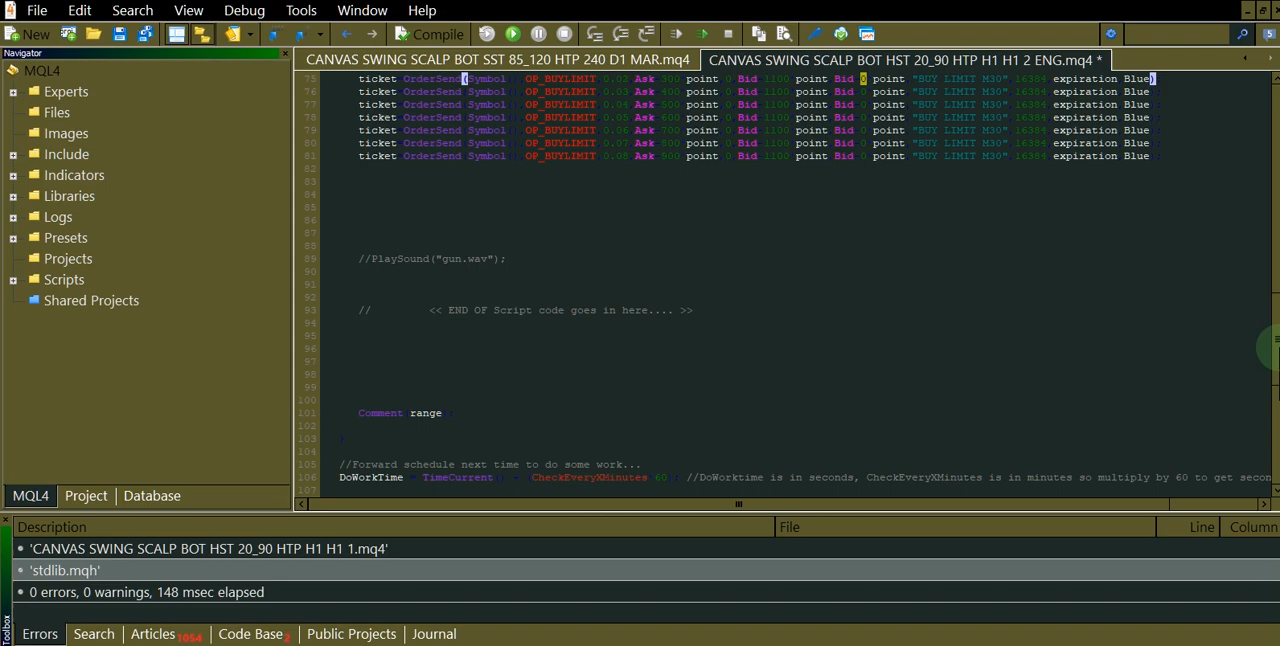 File Edit Search View Debug Tools Window Help
New Compile 5
Navigator
CANVAS SWING SCALP BOT SST 85_120 HTP 240 D1 MAR.mq4 CANVAS SWING SCALP BOT HST 20_90 HTP H1 H1 2 ENG.mq4 *
MQL4
Experts
Files
Images
Include
Indicators
Libraries
Logs
Presets
Projects
Scripts
Shared Projects
MQL4 Project Database
75 ticket OrderSend(Symbol OP_BUYLIMIT 0.02 Ask 300 point 0 Bid 1100 point Bid 0 point "BUY LIMIT M30" 16384 expiration Blue)
76 ticket OrderSend Symbol OP_BUYLIMIT 0.03 Ask 400 point 0 Bid 1100 point Bid 0 point "BUY LIMIT M30" 16384 expiration Blue
77 ticket OrderSend Symbol OP_BUYLIMIT 0.04 Ask 500 point 0 Bid 1100 point Bid 0 point "BUY LIMIT M30" 16384 expiration Blue
78 ticket OrderSend Symbol OP_BUYLIMIT 0.05 Ask 600 point 0 Bid 1100 point Bid 0 point "BUY LIMIT M30" 16384 expiration Blue
79 ticket OrderSend Symbol OP_BUYLIMIT 0.06 Ask 700 point 0 Bid 1100 point Bid 0 point "BUY LIMIT M30" 16384 expiration Blue
80 ticket OrderSend Symbol OP_BUYLIMIT 0.07 Ask 800 point 0 Bid 1100 point Bid 0 point "BUY LIMIT M30" 16384 expiration Blue
81 ticket OrderSend Symbol OP_BUYLIMIT 0.08 Ask 900 point 0 Bid 1100 point Bid 0 point "BUY LIMIT M30" 16384 expiration Blue
82
83
84
85
86
87
88
89 //PlaySound("gun.wav");
90
91
92
93 // << END OF Script code goes in here.... >>
94
95
96
97
98
99
100
101 Comment range
102
103
104
105 //Forward schedule next time to do some work...
106 DoWorkTime = TimeCurrent() + (CheckEveryXMinutes*60); //DoWorktime is in seconds, CheckEveryXMinutes is in minutes so multiply by 60 to get secon
107
Description File Line Column
'CANVAS SWING SCALP BOT HST 20_90 HTP H1 H1 1.mq4'
'stdlib.mqh'
0 errors, 0 warnings, 148 msec elapsed
Toolbox
Errors Search Articles 1054 Code Base 2 Public Projects Journal